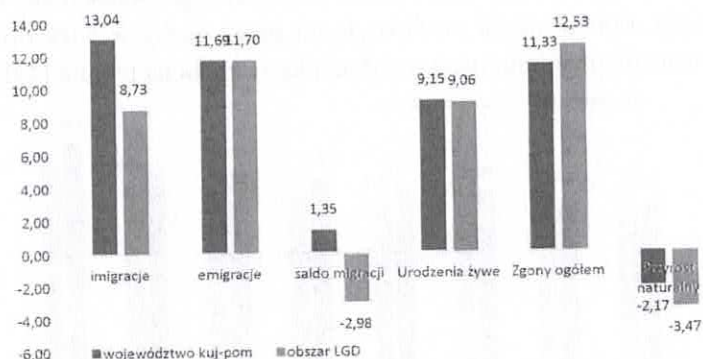 14,00
12,00
10,00
8,00
6,00
4,00
2,00
0,00
-2,00
-4,00
-6,00
13,04
8,73
11,69 11,70
1,35
-2,98
9,15 9,06
11,33
12,53
-2,17
-3,47
imigracje
emigracje
saldo migracji
Urodzenia żywe
Zgony ogółem
Przyrost
naturalny
województwo kuj-pom
obszar LGD